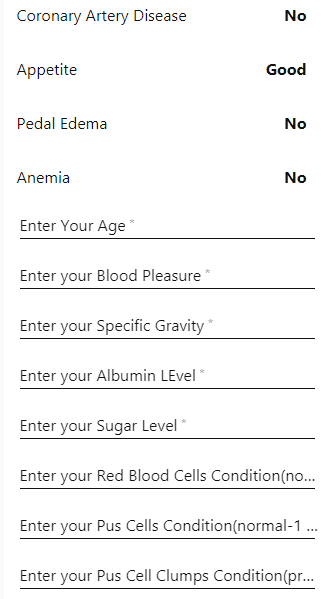 Coronary Artery Disease No
Appetite Good
Pedal Edema No
Anemia No
Enter Your Age *
Enter your Blood Pleasure *
Enter your Specific Gravity *
Enter your Albumin LEvel *
Enter your Sugar Level *
Enter your Red Blood Cells Condition(no...
Enter your Pus Cells Condition(normal-1 ...
Enter your Pus Cell Clumps Condition(pr...